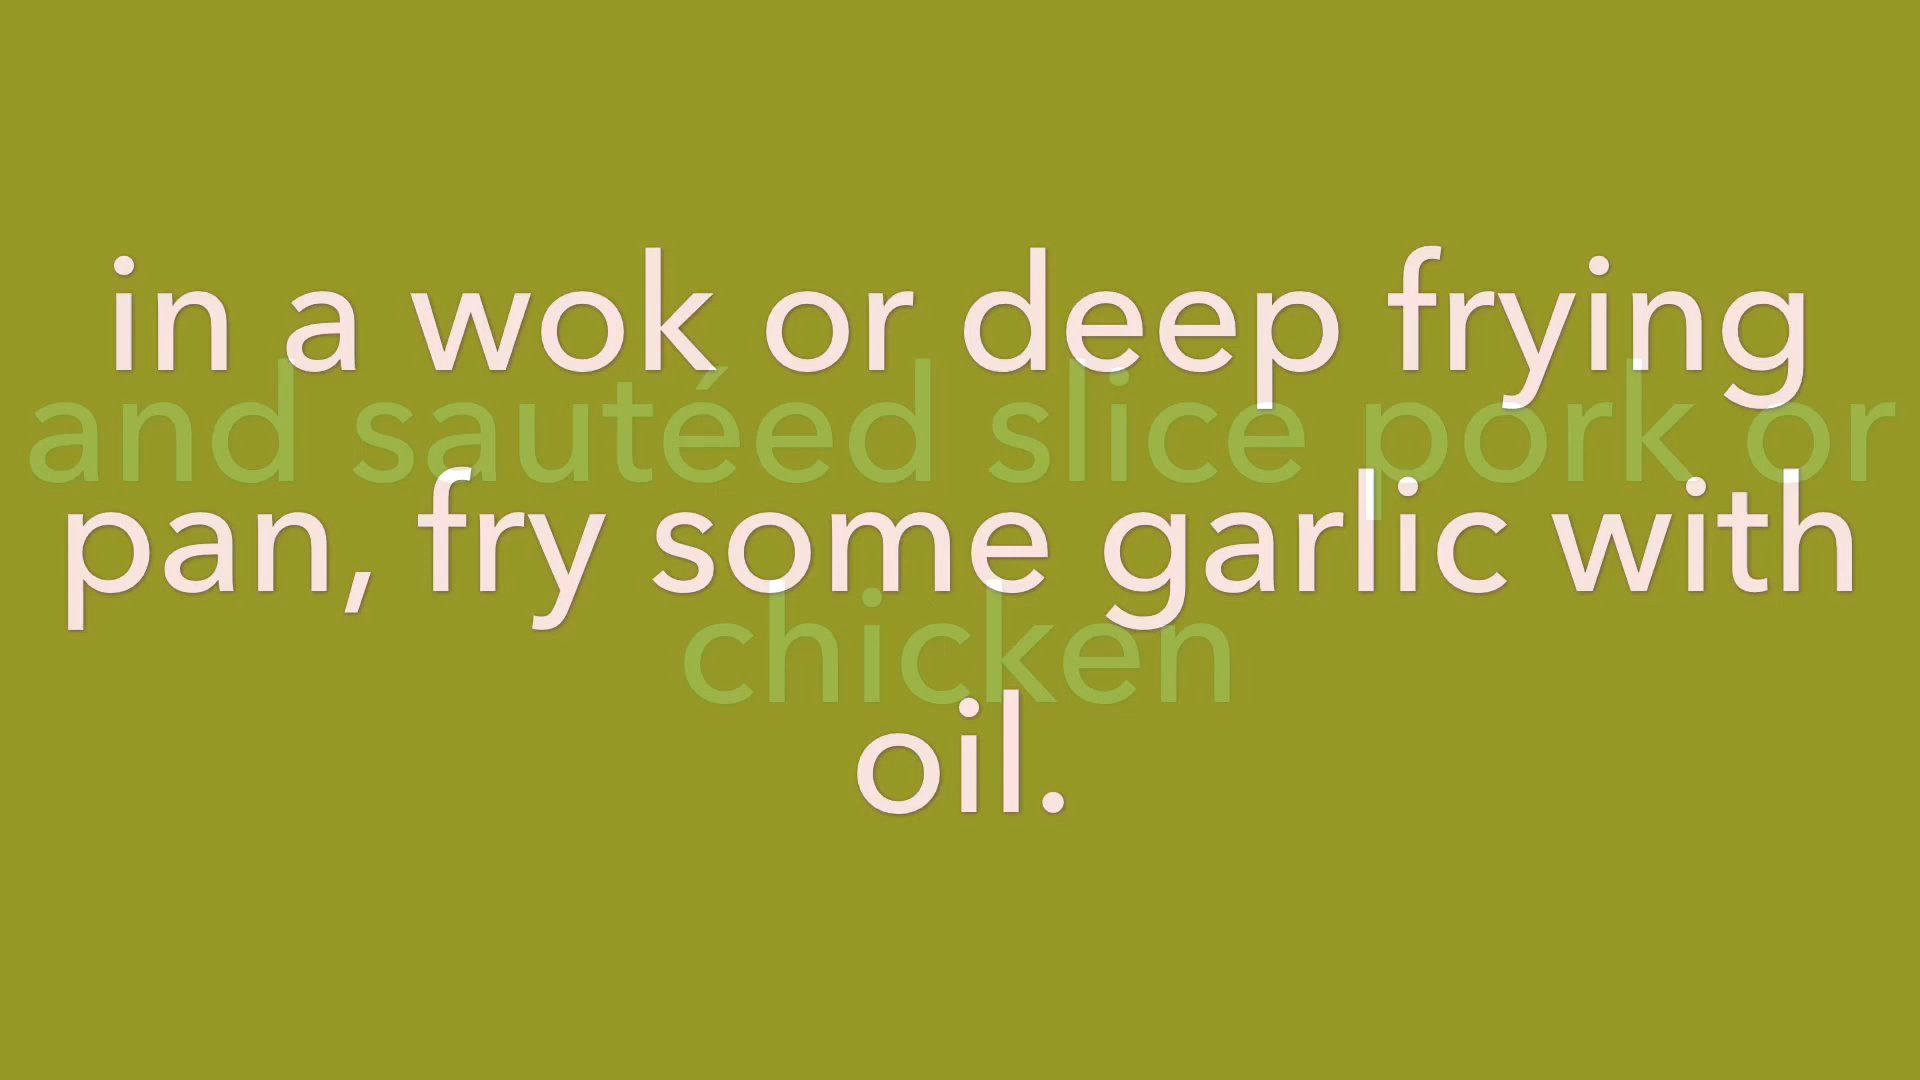 in a wok or deep frying
and sautéed slice pork or
pan, fry some garlic with
chicken
oil.